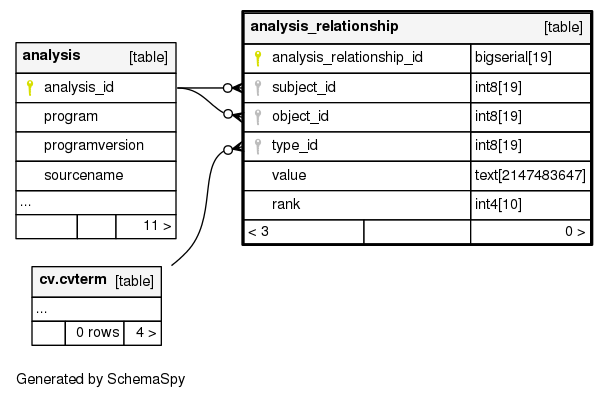 analysis [table]
analysis_id
program
programversion
sourcename
...
11 >
analysis_relationship [table]
analysis_relationship_id bigserial[19]
subject_id int8[19]
object_id int8[19]
type_id int8[19]
value text[2147483647]
rank int4[10]
< 3 0 >
cv.cvterm [table]
...
0 rows 4 >
Generated by SchemaSpy